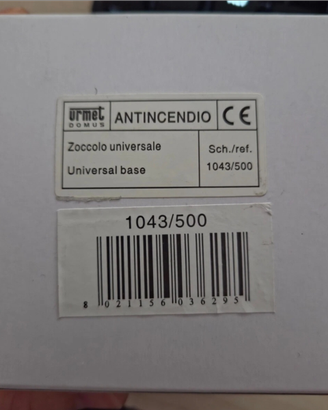 urmet
DOMUS
ANTINCENDIO
CE
Zoccolo universale
Universal base
Sch./ref.
1043/500
1043/500
8 021156 036295